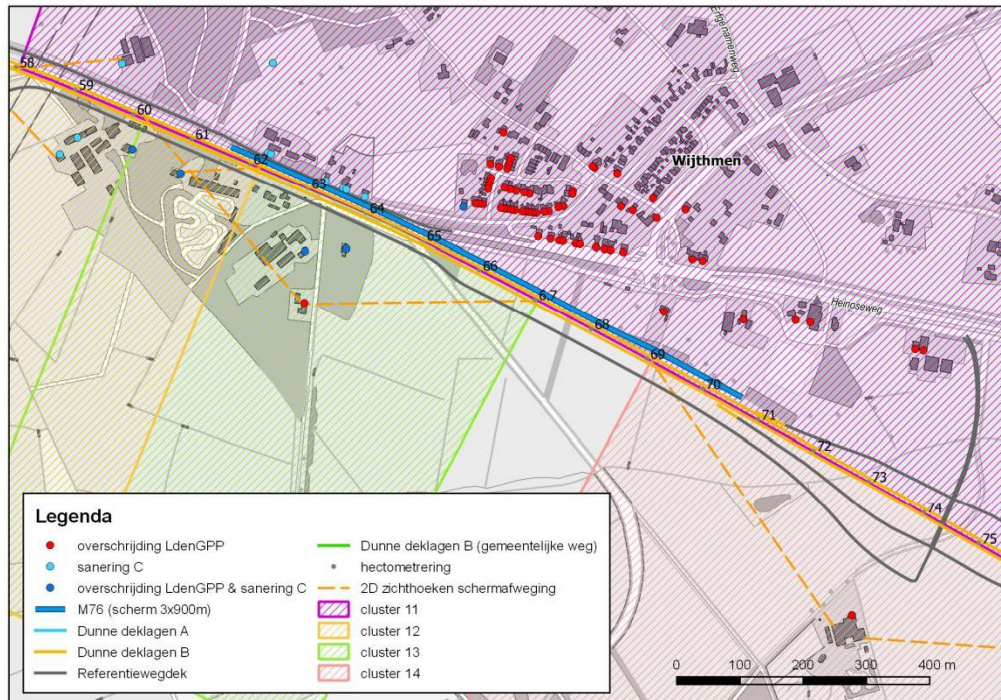 Erfgenamenweg
58
59
60
61
62
63
64
65
66
67
68
69
70
71
72
73
74
75
Wijthmen
Heinoseweg
Legenda
overschrijding LdenGPP
sanering C
overschrijding LdenGPP & sanering C
M76 (scherm 3x900m)
Dunne deklagen A
Dunne deklagen B
Referentiewegdek
Dunne deklagen B (gemeentelijke weg)
hectometrering
2D zichthoeken schermafweging
cluster 11
cluster 12
cluster 13
cluster 14
0 100 200 300 400 m